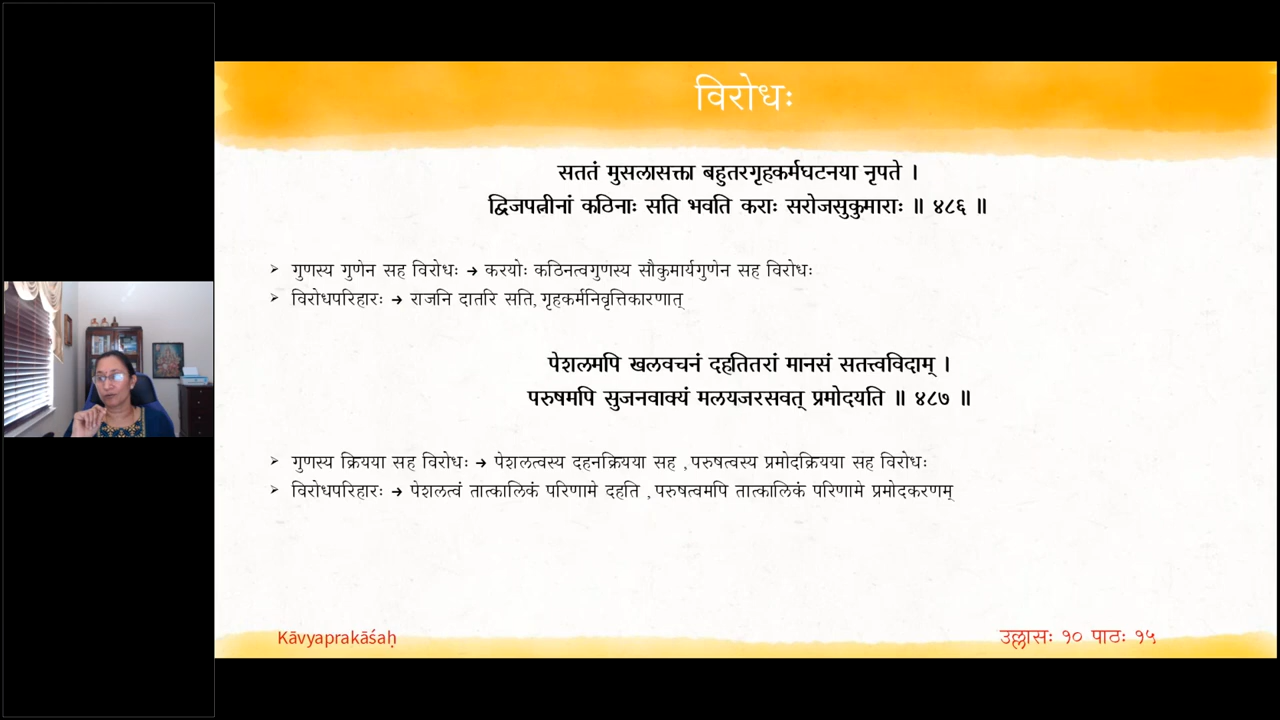 विरोधः
सततं मुसलासक्ता बहुतरगृहकर्मघटनया नृपते ।
द्विजपत्नीनां कठिनाः सति भवति कराः सरोजसुकुमाराः ॥ ४८६ ॥
➢ गुणस्य गुणेन सह विरोधः → करयोः कठिनत्वगुणस्य सौकुमार्यगुणेन सह विरोधः
➢ विरोधपरिहारः → राजनि दातरि सति, गृहकर्मनिवृत्तिकारणात्
पेशलमपि खलवचनं दहतितरां मानसं सतत्त्वविदाम् ।
परुषमपि सुजनवाक्यं मलयजरसवत् प्रमोदयति ॥ ४८७ ॥
➢ गुणस्य क्रियया सह विरोधः → पेशलत्वस्य दहनक्रियया सह , परुषत्वस्य प्रमोदक्रियया सह विरोधः
➢ विरोधपरिहारः → पेशलत्वं तात्कालिकं परिणामे दहति , परुषत्वमपि तात्कालिकं परिणामे प्रमोदकरणम्
Kāvyaprakāśaḥ
उल्लासः १० पाठः १५